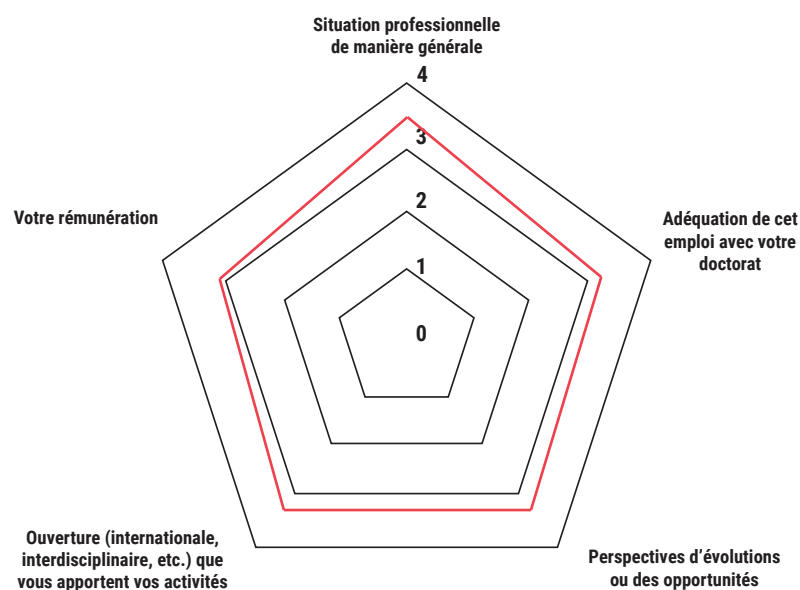 Situation professionnelle
de manière générale
4
3
2
1
0
Votre rémunération
Adéquation de cet
emploi avec votre
doctorat
Ouverture (internationale,
interdisciplinaire, etc.) que
vous apportent vos activités
Perspectives d’évolutions
ou des opportunités